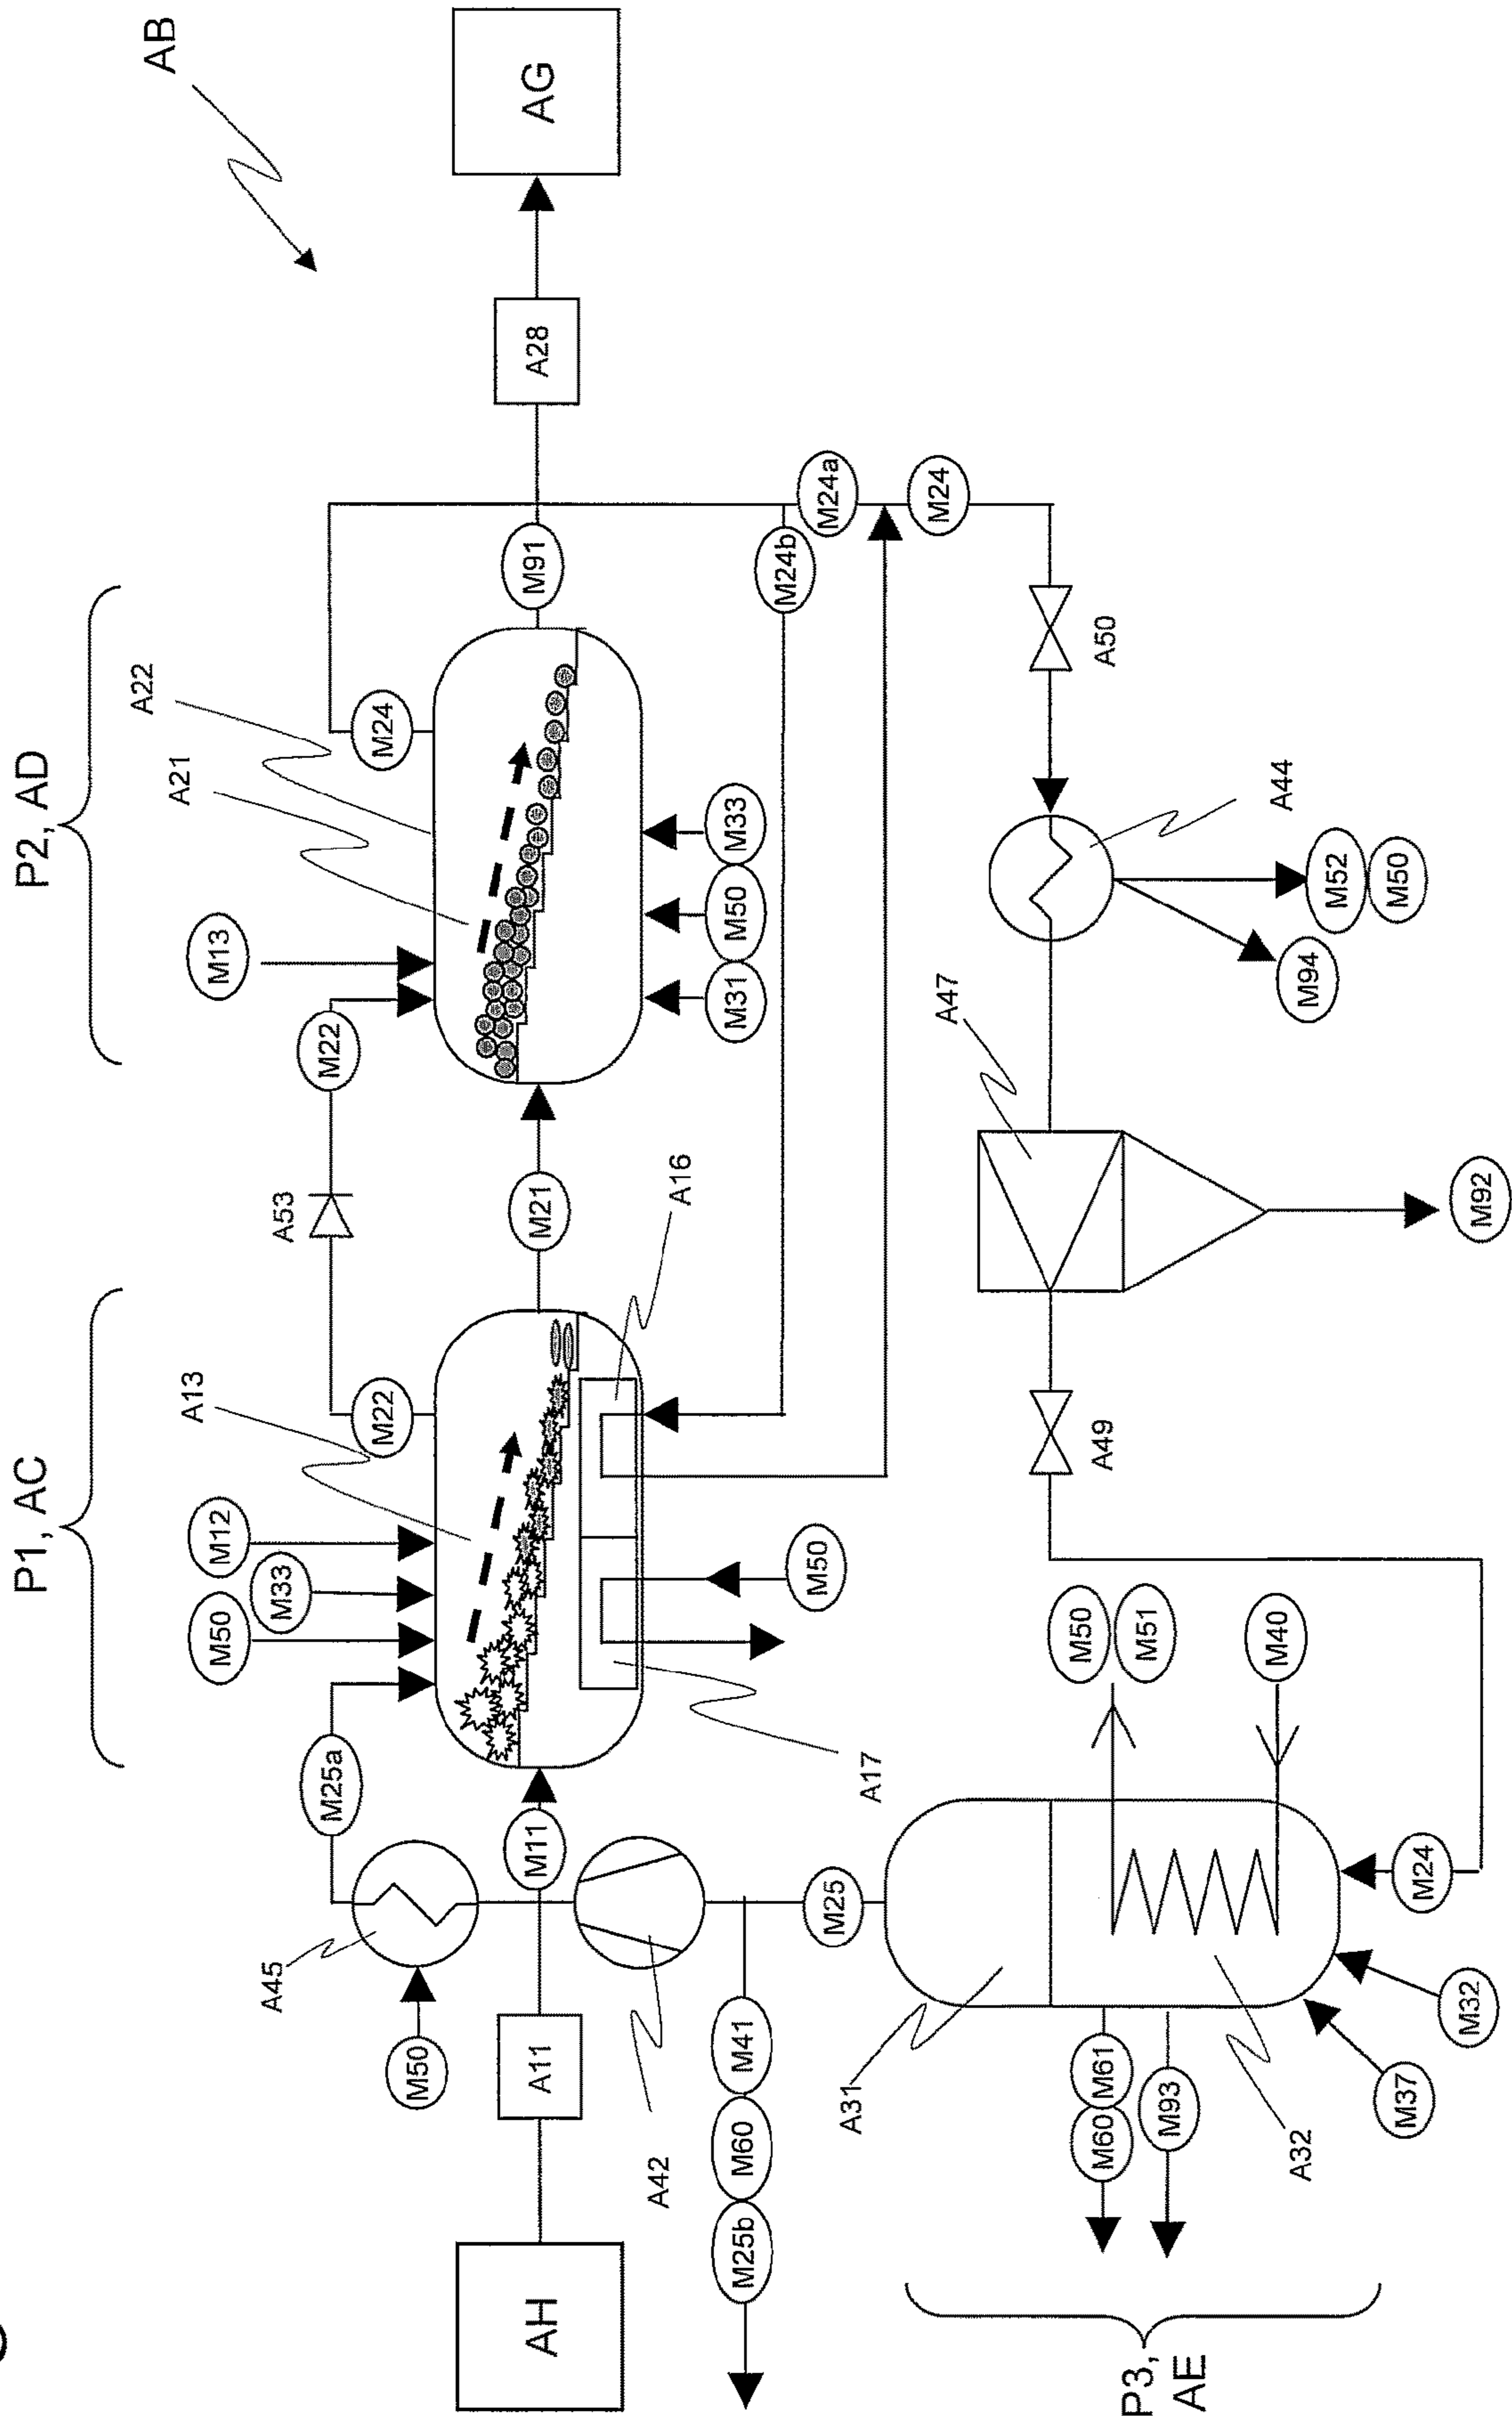 AB
P1, AC
P2, AD
M12
M33
M50
M13
A13
A21
A22
M25a
M22
A53
M22
M24
A45
M50
AH
A11
M11
M21
M91
A28
AG
A42
A17
A16
M50
M24b
M24a
M24
M41
M60
M25b
M25
M31
M50
M33
A31
M60
M61
M93
A32
M37
M32
M24
M50
M51
M40
A49
A47
A44
A50
M92
M94
M52
M50
P3,
AE